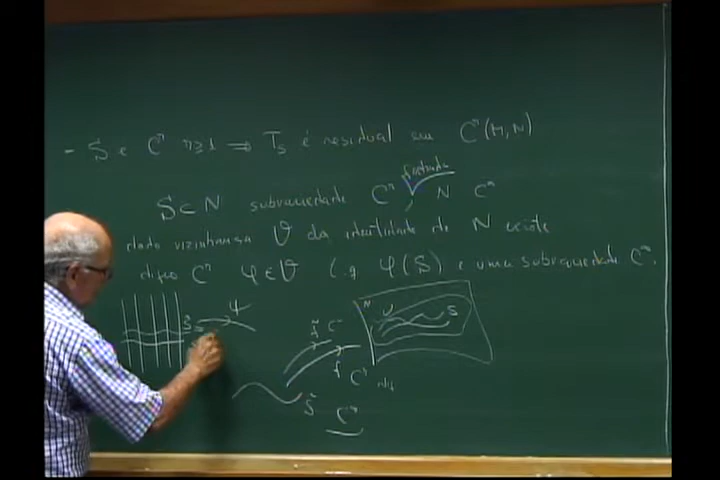 - S é C^r r≥1 ⇒ T_S é residual em C^r(M,N)
fechada
S ⊂ N subvariedade C^r, N C^∞
dado vizinhança U da identidade de N existe
difeo C^r φ ∈ U t.q φ(S) é uma subvariedade C^∞.
S̃ ψ
f̃ C^∞
f C^r
S̃ C^∞
N U S